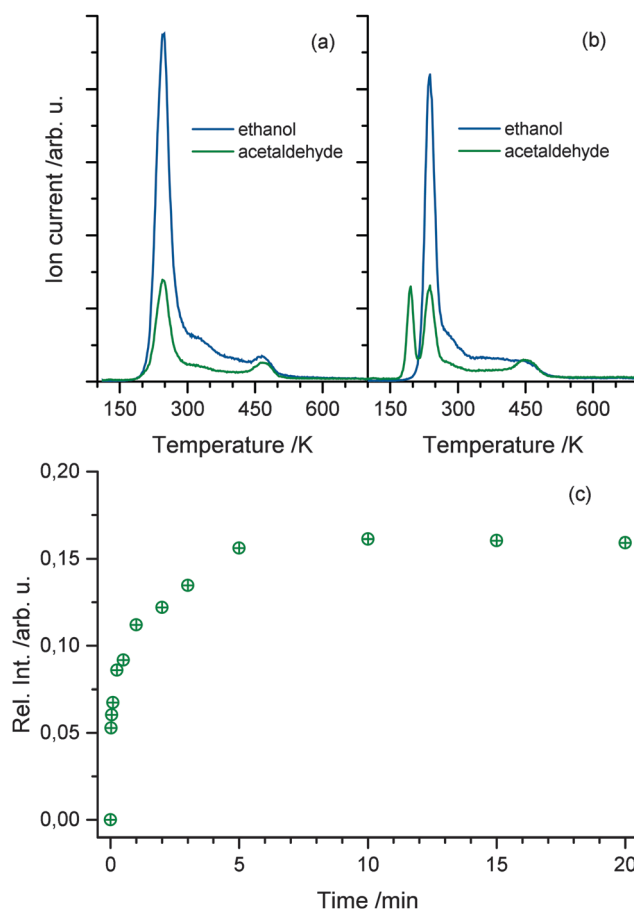 (a)
(b)
ethanol
acetaldehyde
ethanol
acetaldehyde
Ion current /arb. u.
150 300 450 600 150 300 450 600
Temperature /K Temperature /K
(c)
0,20
0,15
0,10
0,05
0,00
Rel. Int. /arb. u.
0 5 10 15 20
Time /min